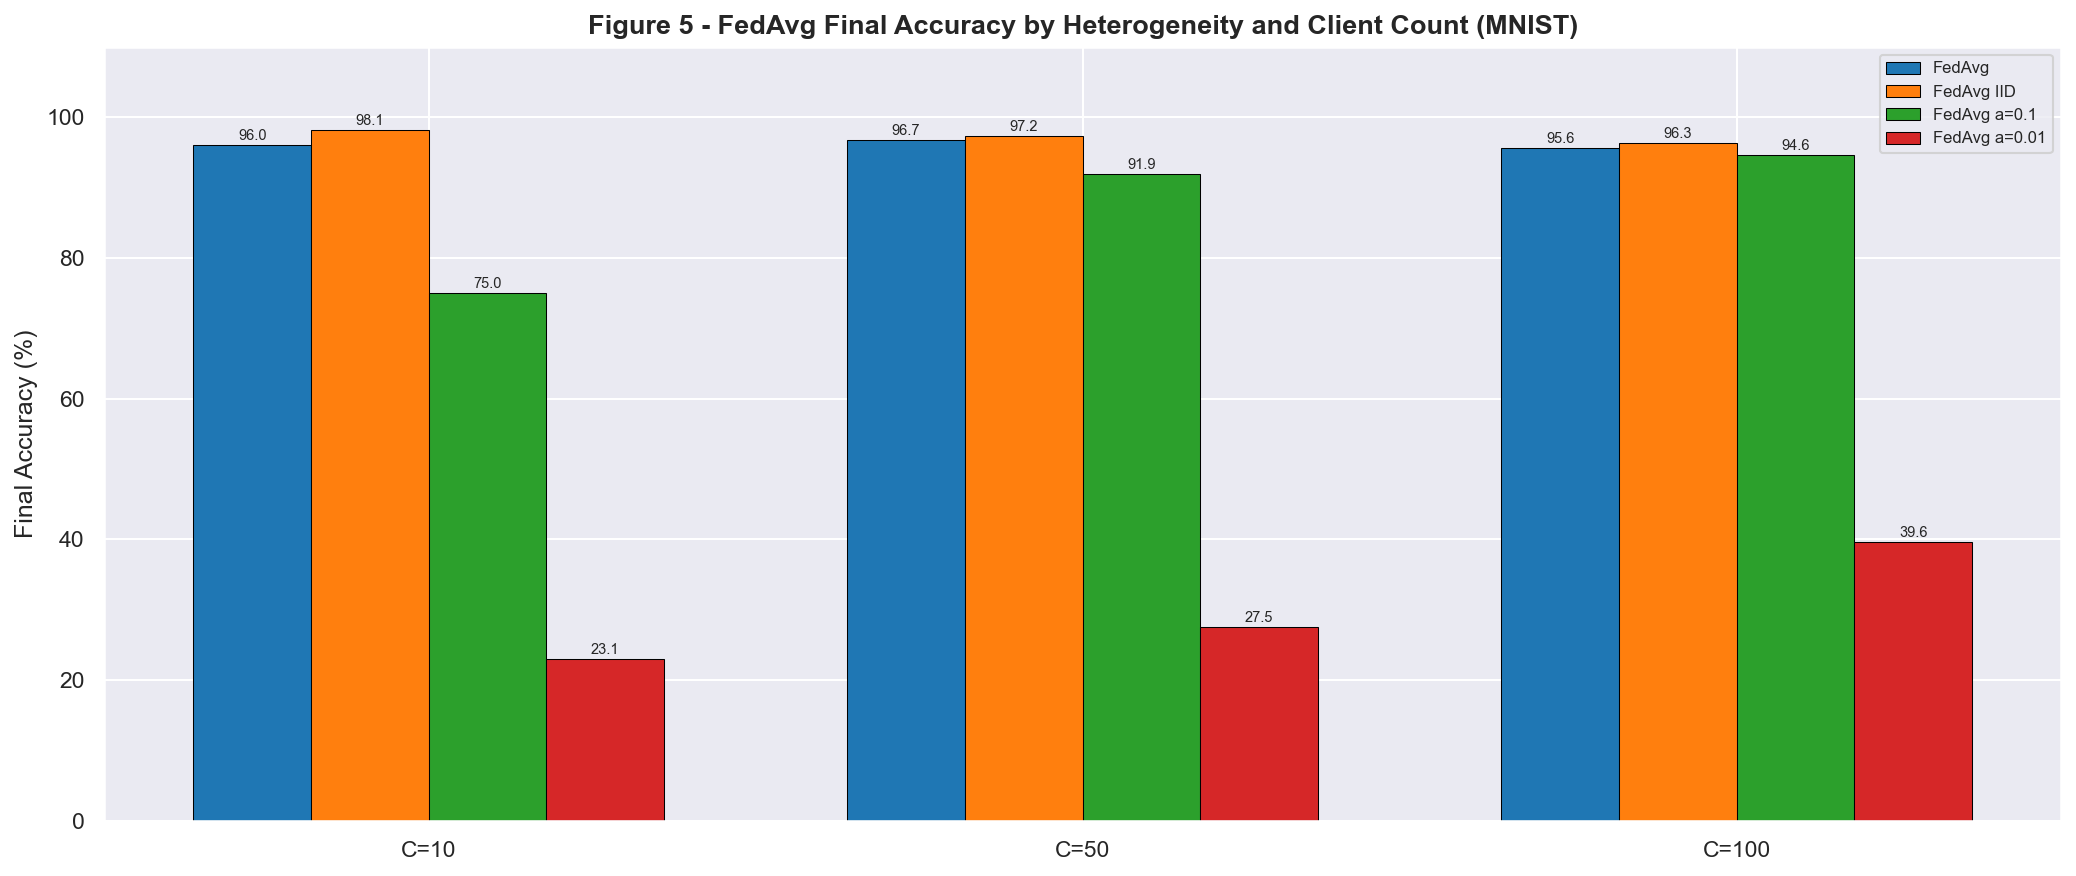 Figure 5 - FedAvg Final Accuracy by Heterogeneity and Client Count (MNIST)
FedAvg
FedAvg IID
FedAvg a=0.1
FedAvg a=0.01
Final Accuracy (%)
100
80
60
40
20
0
96.0
98.1
75.0
23.1
96.7
97.2
91.9
27.5
95.6
96.3
94.6
39.6
C=10
C=50
C=100